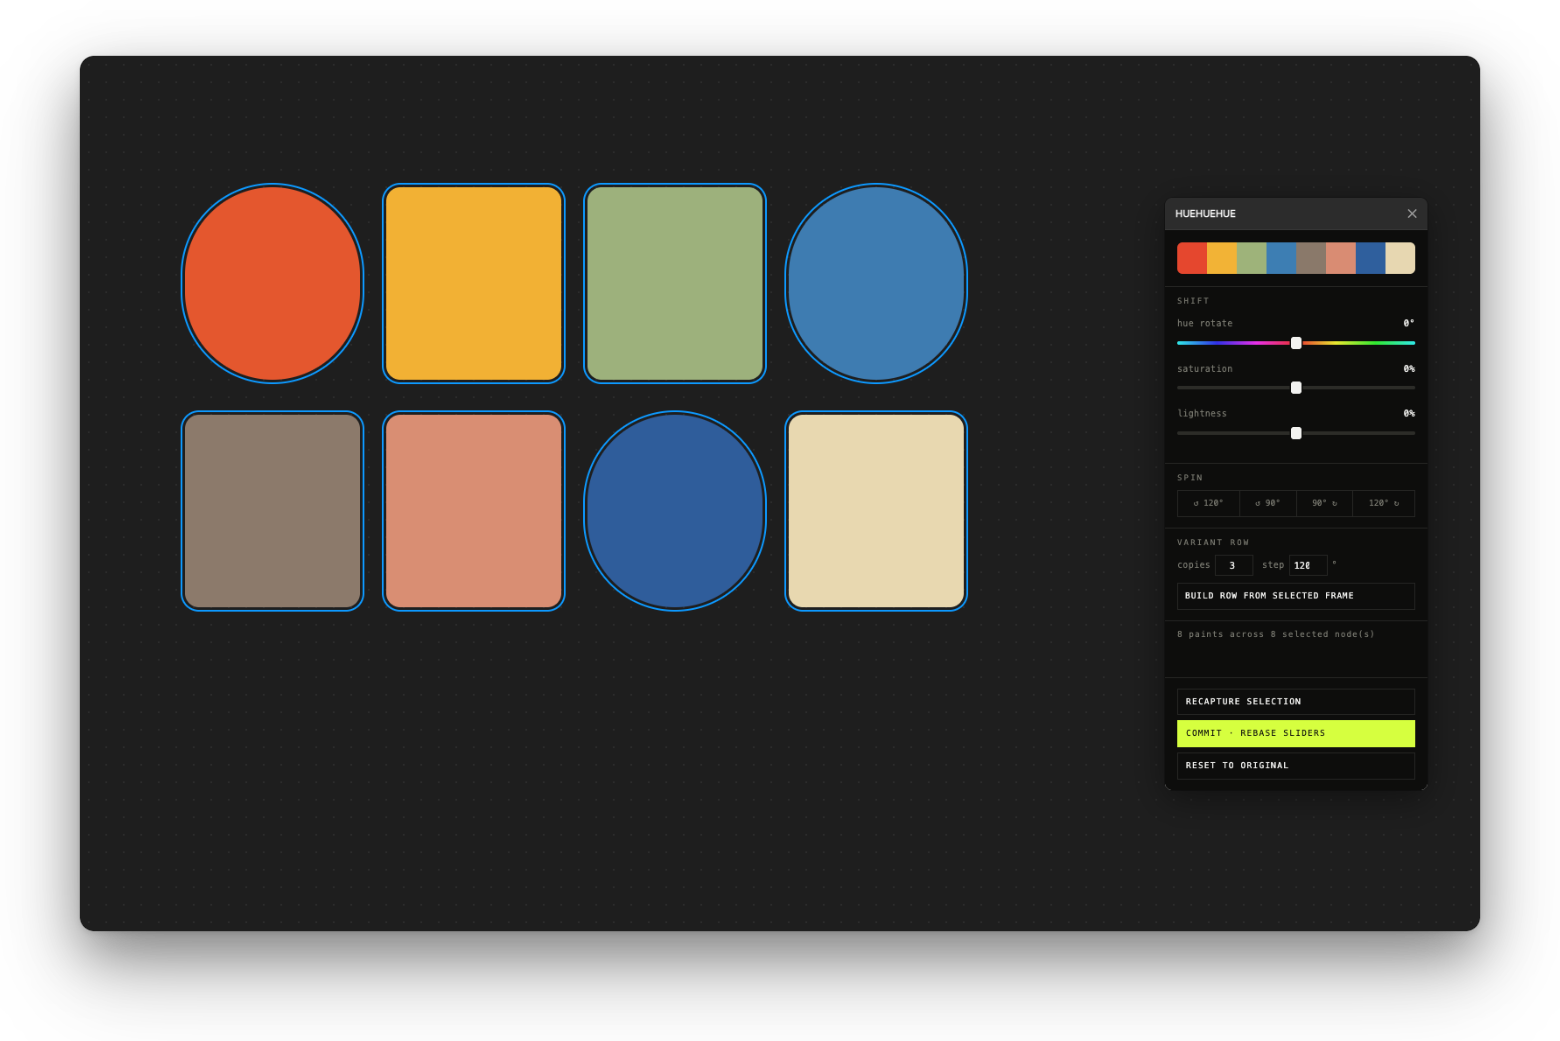 HUEHUEHUE
SHIFT
hue rotate 0°
saturation 0%
lightness 0%
SPIN
↺ 120° ↺ 90° 90° ↻ 120° ↻
VARIANT ROW
copies 3 step 120 °
BUILD ROW FROM SELECTED FRAME
8 paints across 8 selected node(s)
RECAPTURE SELECTION
COMMIT · REBASE SLIDERS
RESET TO ORIGINAL